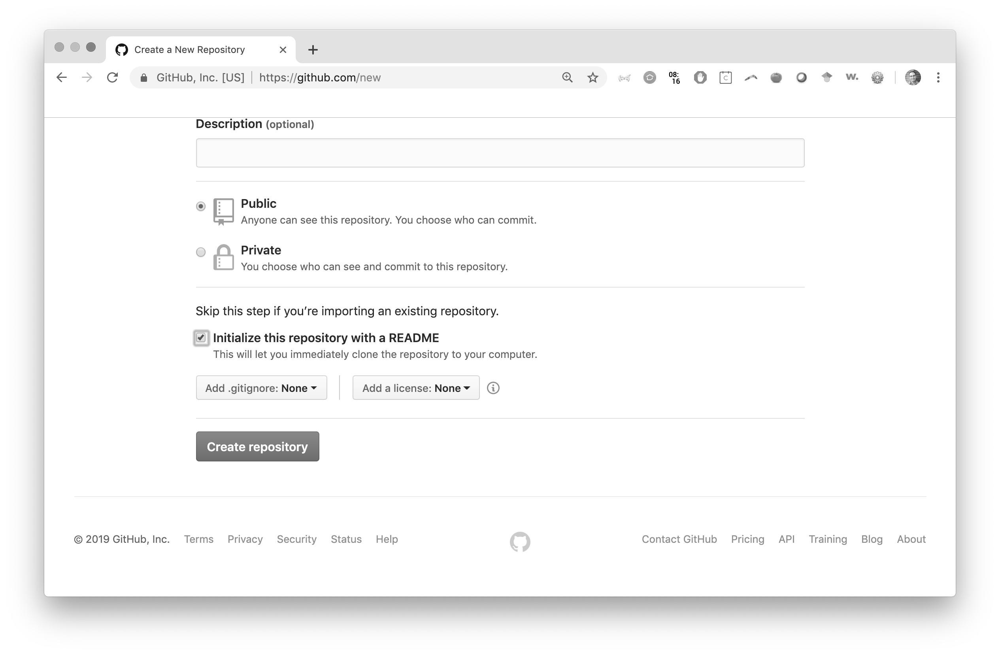 Create a New Repository
GitHub, Inc. [US] https://github.com/new
08:
16
C
w.
Description (optional)
Public
Anyone can see this repository. You choose who can commit.
Private
You choose who can see and commit to this repository.
Skip this step if you’re importing an existing repository.
Initialize this repository with a README
This will let you immediately clone the repository to your computer.
Add .gitignore: None
Add a license: None
Create repository
© 2019 GitHub, Inc. Terms Privacy Security Status Help
Contact GitHub Pricing API Training Blog About